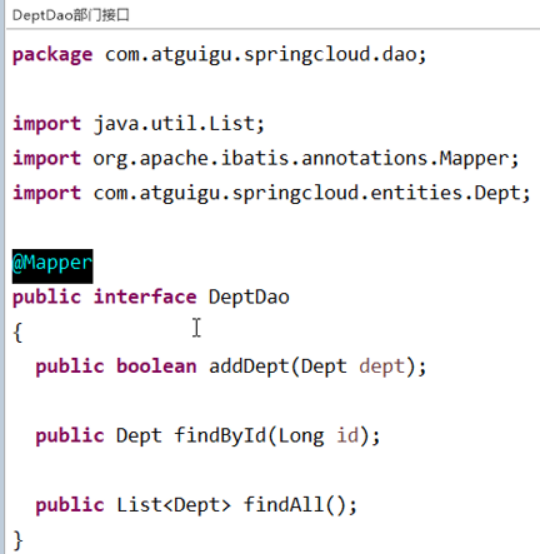 DeptDao部门接口
package com.atguigu.springcloud.dao;
import java.util.List;
import org.apache.ibatis.annotations.Mapper;
import com.atguigu.springcloud.entities.Dept;
@Mapper
public interface DeptDao
{
public boolean addDept(Dept dept);
public Dept findById(Long id);
public List<Dept> findAll();
}